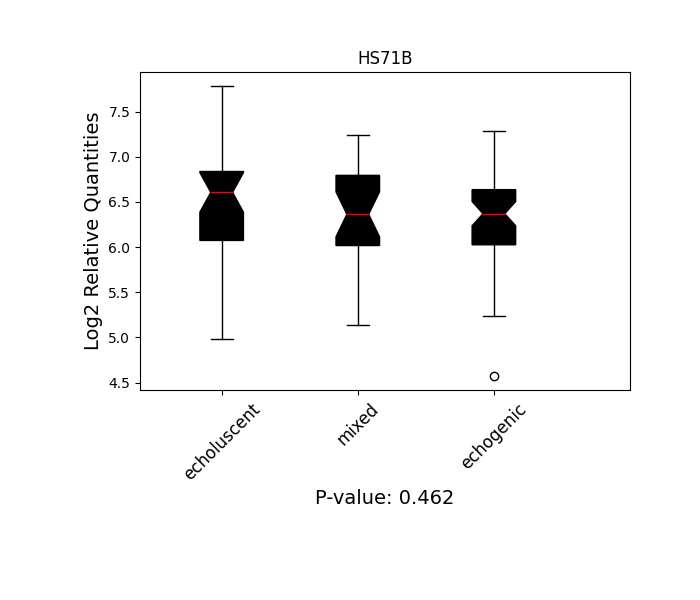 HS71B
Log2 Relative Quantities
7.5
7.0
6.5
6.0
5.5
5.0
4.5
echoluscent
mixed
echogenic
P-value: 0.462